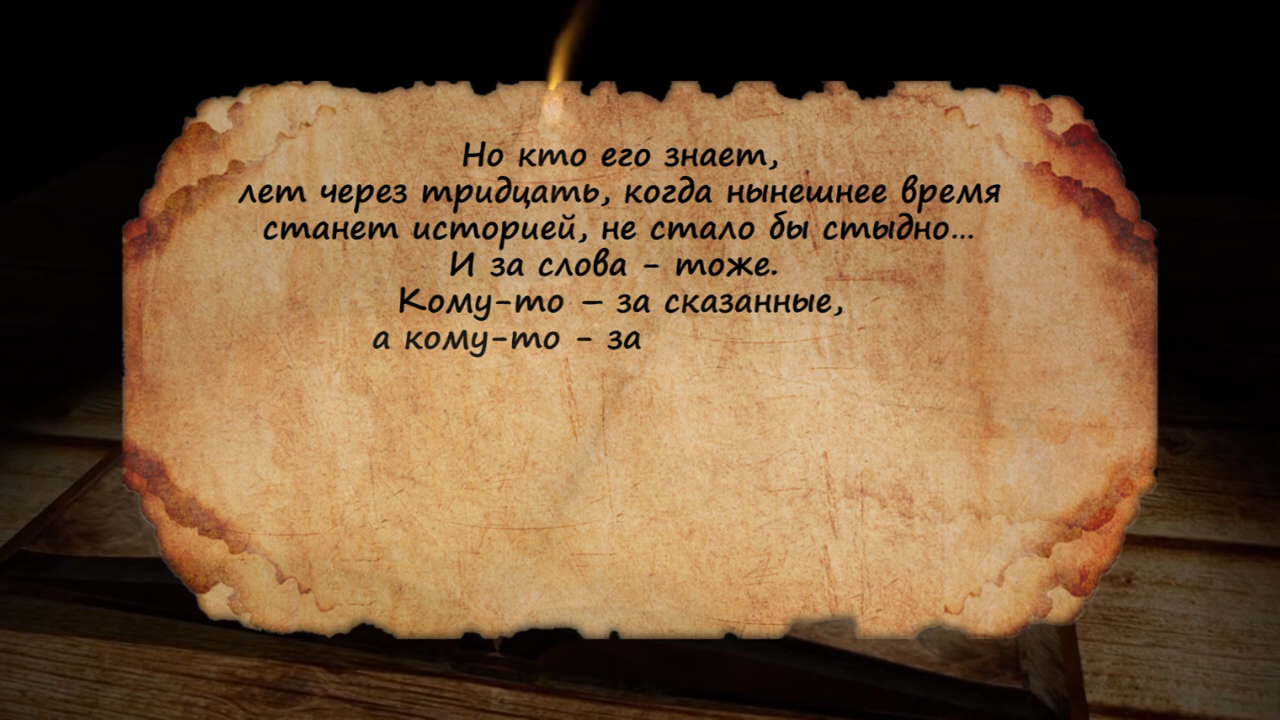 Но кто его знает,
лет через тридцать, когда нынешнее время
станет историей, не стало бы стыдно...
И за слова - тоже.
Кому-то – за сказанные,
а кому-то - за